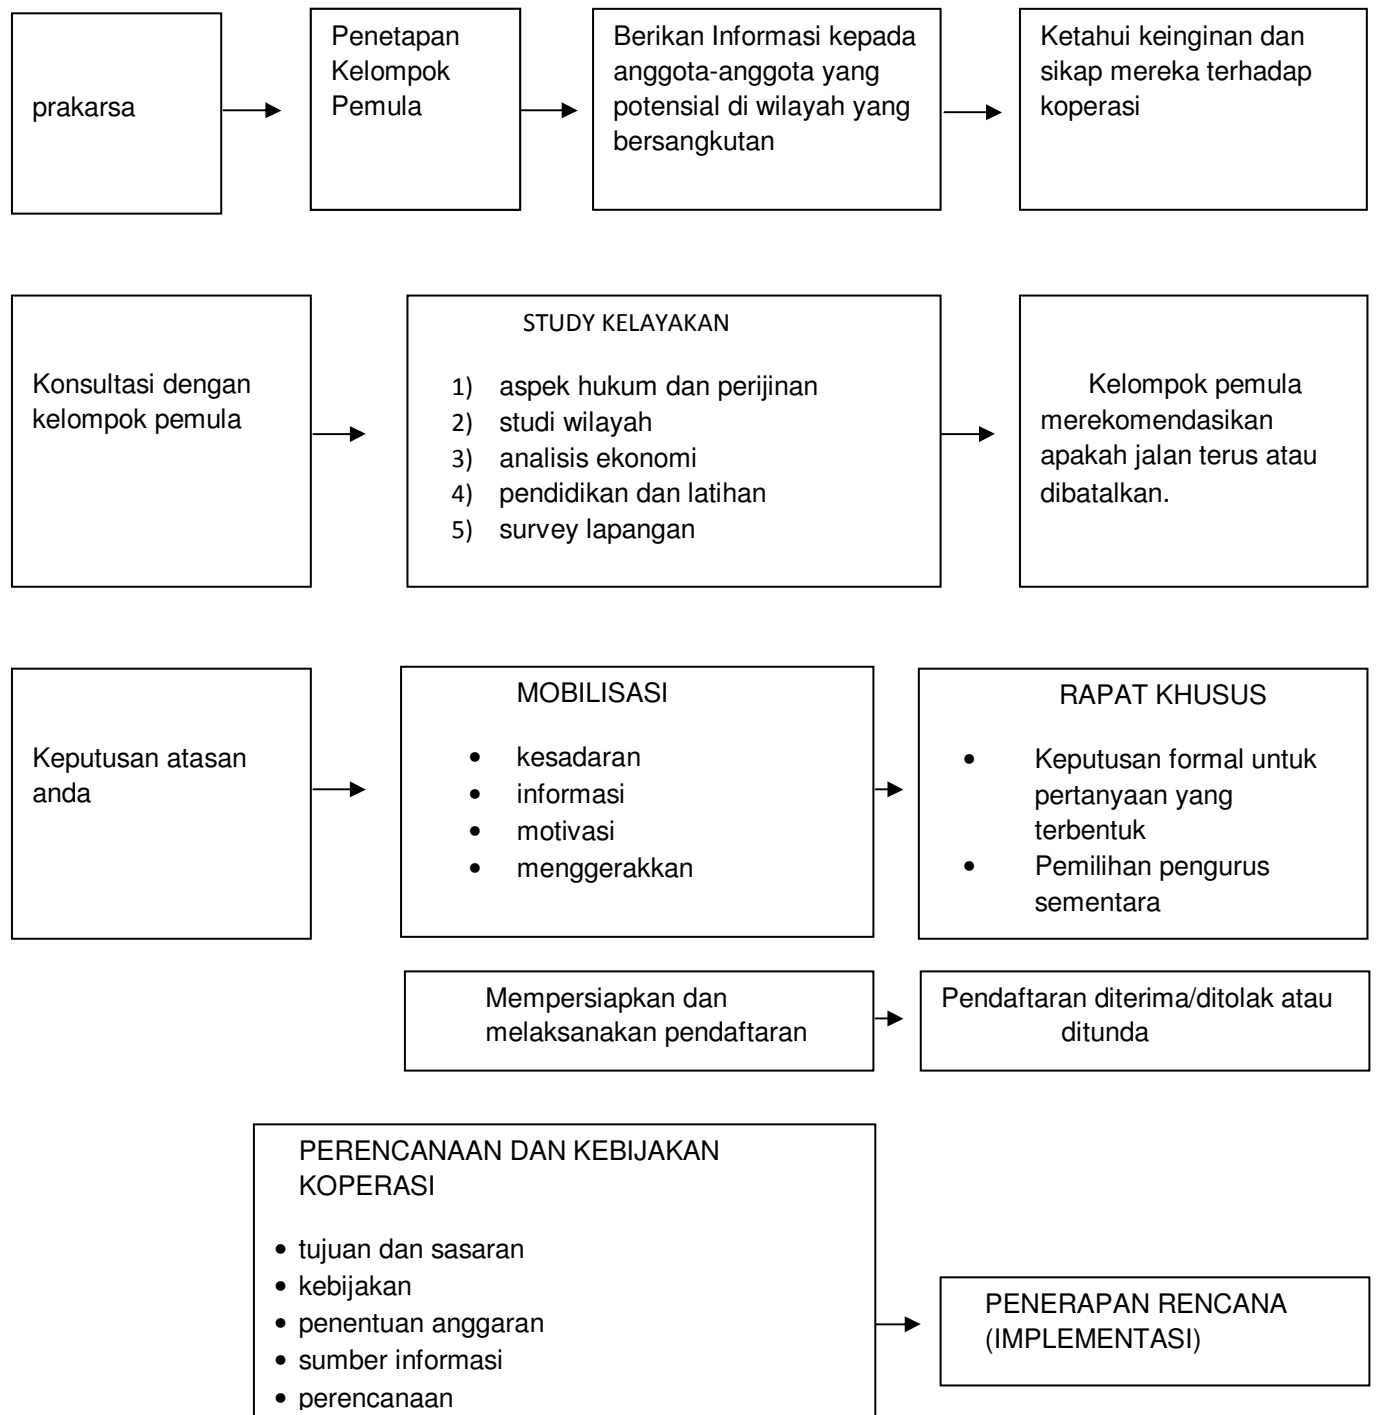 prakarsa
Penetapan
Kelompok
Pemula
Berikan Informasi kepada
anggota-anggota yang
potensial di wilayah yang
bersangkutan
Ketahui keinginan dan
sikap mereka terhadap
koperasi
Konsultasi dengan
kelompok pemula
STUDY KELAYAKAN
1) aspek hukum dan perijinan
2) studi wilayah
3) analisis ekonomi
4) pendidikan dan latihan
5) survey lapangan
Kelompok pemula
merekomendasikan
apakah jalan terus atau
dibatalkan.
Keputusan atasan
anda
MOBILISASI
• kesadaran
• informasi
• motivasi
• menggerakkan
RAPAT KHUSUS
• Keputusan formal untuk
pertanyaan yang
terbentuk
• Pemilihan pengurus
sementara
Mempersiapkan dan
melaksanakan pendaftaran
Pendaftaran diterima/ditolak atau
ditunda
PERENCANAAN DAN KEBIJAKAN
KOPERASI
• tujuan dan sasaran
• kebijakan
• penentuan anggaran
• sumber informasi
• perencanaan
PENERAPAN RENCANA
(IMPLEMENTASI)